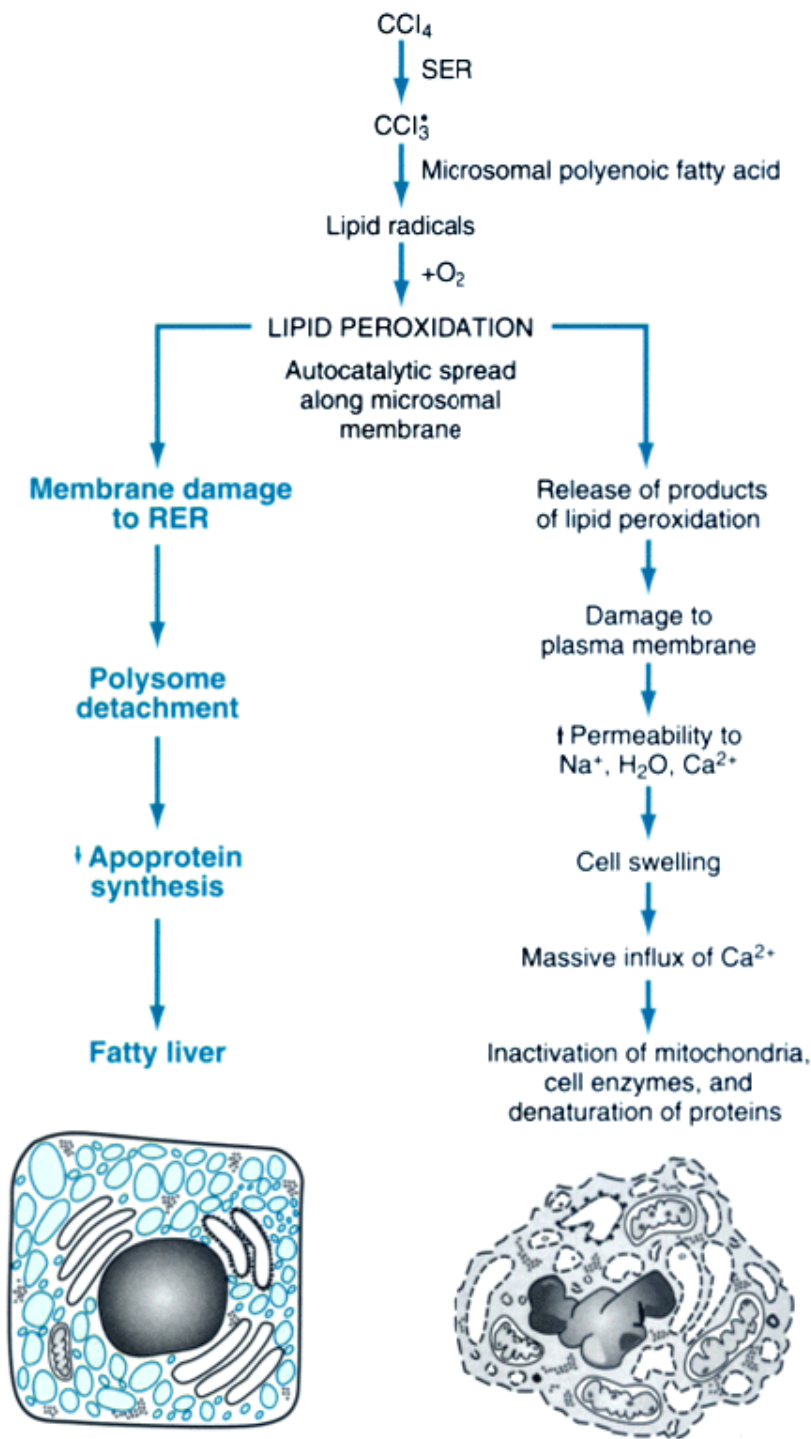 CCl₄
SER
CCl₃•
Microsomal polyenoic fatty acid
Lipid radicals
+O₂
LIPID PEROXIDATION
Autocatalytic spread
along microsomal
membrane
Membrane damage
to RER
Polysome
detachment
⬇ Apoprotein
synthesis
Fatty liver
Release of products
of lipid peroxidation
Damage to
plasma membrane
⬆ Permeability to
Na⁺, H₂O, Ca²⁺
Cell swelling
Massive influx of Ca²⁺
Inactivation of mitochondria,
cell enzymes, and
denaturation of proteins